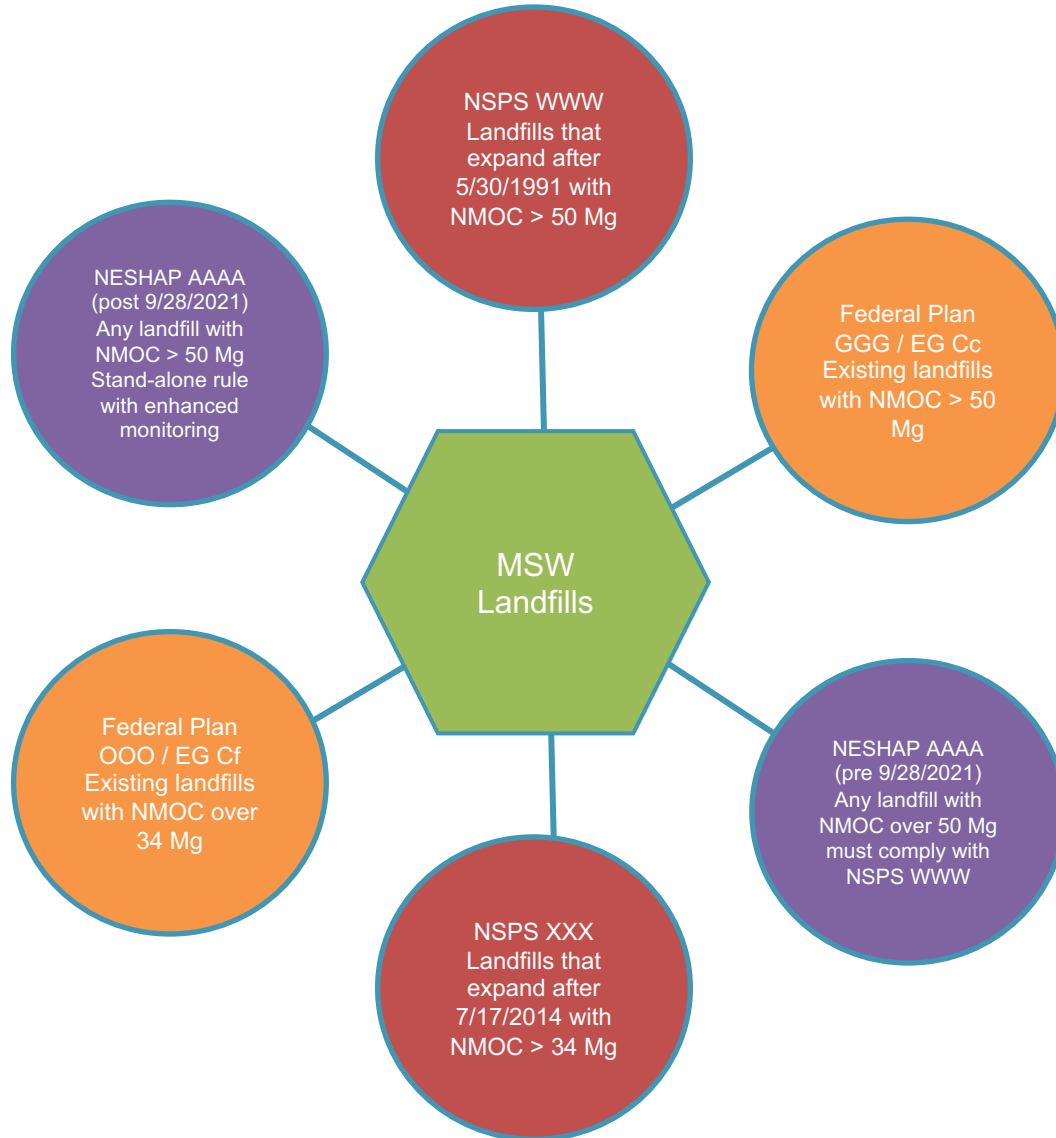 NSPS WWW
Landfills that
expand after
5/30/1991 with
NMOC > 50 Mg
Federal Plan
GGG / EG Cc
Existing landfills
with NMOC > 50
Mg
NESHAP AAAA
(pre 9/28/2021)
Any landfill with
NMOC over 50 Mg
must comply with
NSPS WWW
NSPS XXX
Landfills that
expand after
7/17/2014 with
NMOC > 34 Mg
Federal Plan
OOO / EG Cf
Existing landfills
with NMOC over
34 Mg
NESHAP AAAA
(post 9/28/2021)
Any landfill with
NMOC > 50 Mg
Stand-alone rule
with enhanced
monitoring
MSW
Landfills